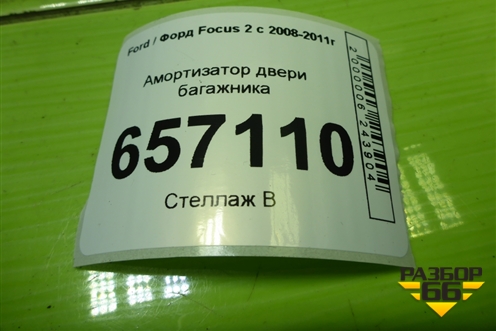 Ford / Форд Focus 2 с 2008-2011г
Амортизатор двери
багажника
657110
Стеллаж В
2000006243904
РАЗБОР
66